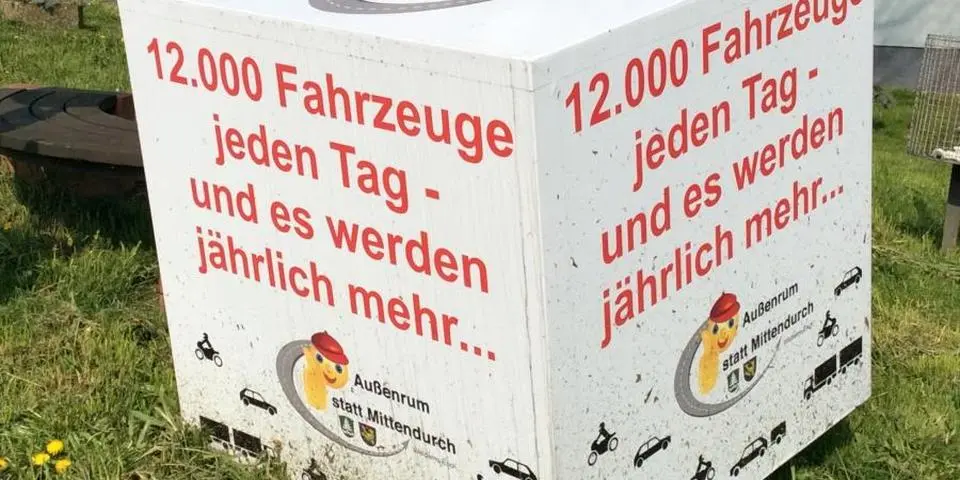 12.000 Fahrzeuge
jeden Tag -
und es werden
jährlich mehr...
Außenrum
statt Mittendurch
12.000 Fahrzeuge
jeden Tag -
und es werden
jährlich mehr...
Außenrum
statt Mittendurch